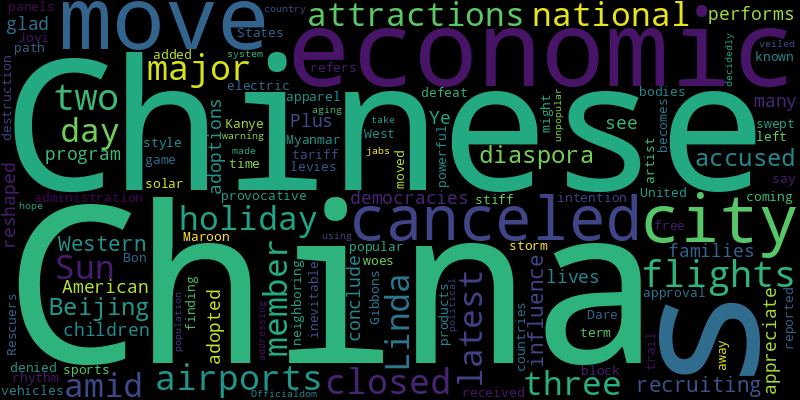 panels
glad
Jovi
path
move
country
States
added
system
attractions
national
performs
economic
refers
decidedly
veiled
known
Chinese
major
two
day
program
destruction
style
game
solar
adoptions
electric
Kanye
warning
made
time
apparel
aging
Plus
Myanmar
tariff
levies
take
West
jabs
moved
defeat
Ye
powerful
diaspora
might
unpopular
see
bodies
becomes
artist
many
swept
left
accused
say
reshaped
administration
provocative
democracies
stiff
intention
United
coming
free
hope
China
Western
Sun
Bon
American
Beijing
children
holiday
Maroon
member
using
popular
woes
canceled
storm
city
families
flights
Rescuers
population
finding
adopted
addressing
neighboring
inevitable
conclude
Gibbons
Linda
products
political
latest
countries
influence
lives
Dare
term
approval
s
away
appreciate
reported
denied
rhythm
sports
vehicles
amid
airports
Officialdom
closed
received
three
block
trail
recruiting